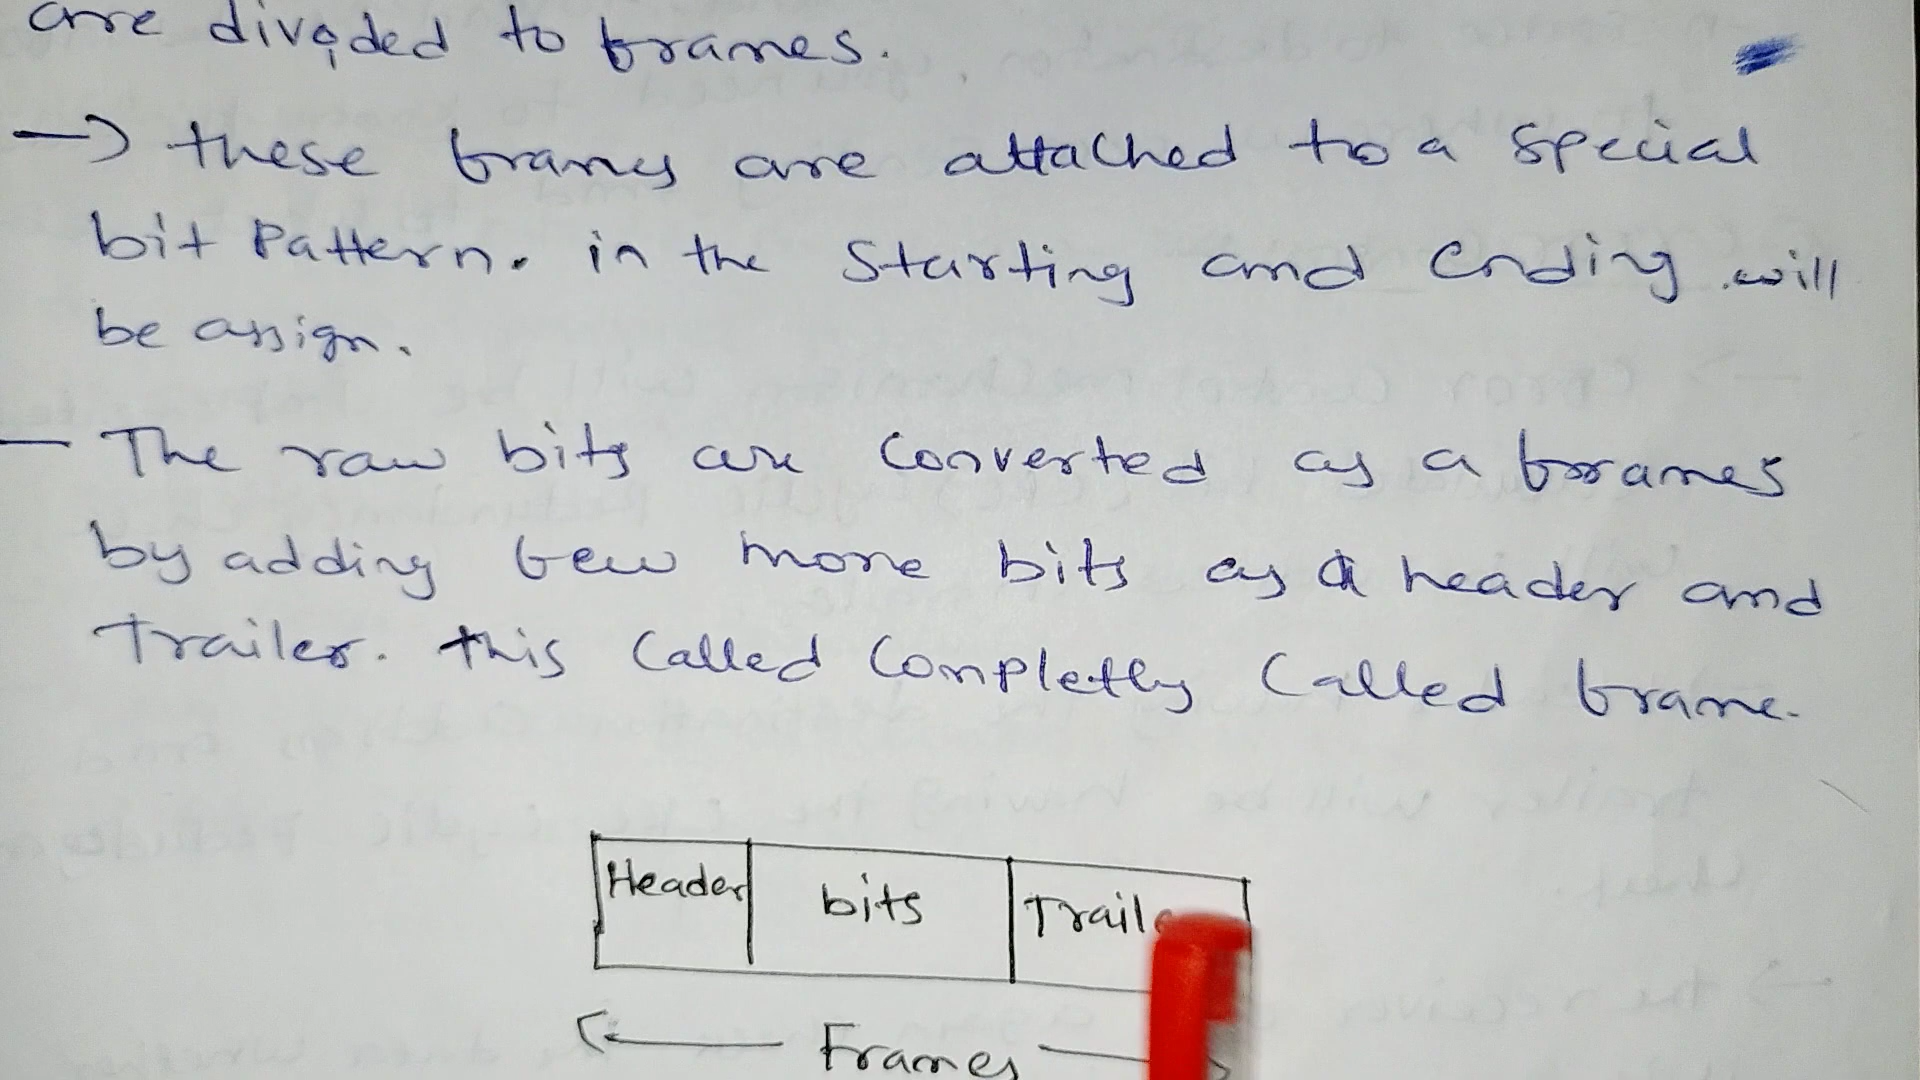 are divided to frames.
→ these frames are attached to a special
bit Pattern. in the Starting and Ending will
be assign.
— The raw bits are Converted as a frames
by adding few more bits as a header and
Trailer. this Called Completly Called frame.
Header bits Traile
← Frames →